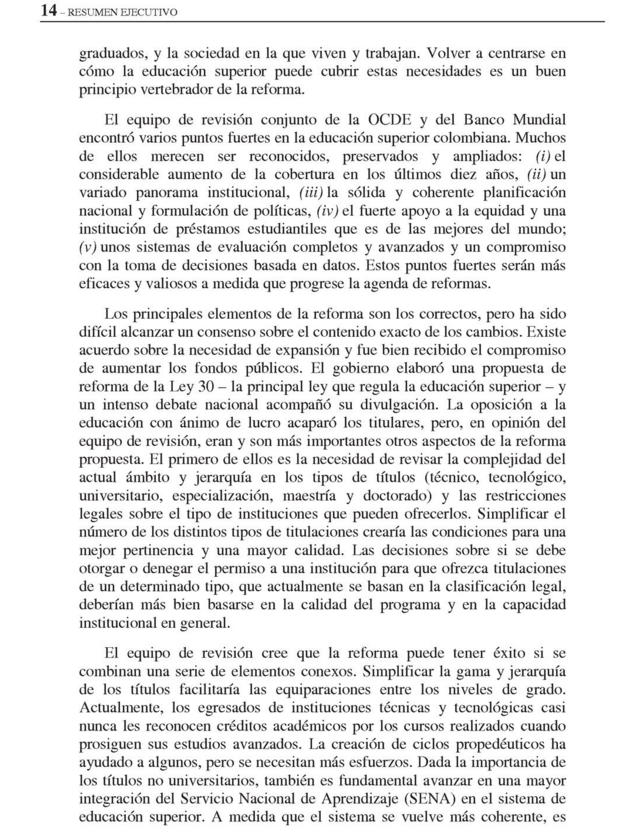 14 – RESUMEN EJECUTIVO
graduados, y la sociedad en la que viven y trabajan. Volver a centrarse en
cómo la educación superior puede cubrir estas necesidades es un buen
principio vertebrador de la reforma.
El equipo de revisión conjunto de la OCDE y del Banco Mundial
encontró varios puntos fuertes en la educación superior colombiana. Muchos
de ellos merecen ser reconocidos, preservados y ampliados: (i) el
considerable aumento de la cobertura en los últimos diez años, (ii) un
variado panorama institucional, (iii) la sólida y coherente planificación
nacional y formulación de políticas, (iv) el fuerte apoyo a la equidad y una
institución de préstamos estudiantiles que es de las mejores del mundo;
(v) unos sistemas de evaluación completos y avanzados y un compromiso
con la toma de decisiones basada en datos. Estos puntos fuertes serán más
eficaces y valiosos a medida que progrese la agenda de reformas.
Los principales elementos de la reforma son los correctos, pero ha sido
difícil alcanzar un consenso sobre el contenido exacto de los cambios. Existe
acuerdo sobre la necesidad de expansión y fue bien recibido el compromiso
de aumentar los fondos públicos. El gobierno elaboró una propuesta de
reforma de la Ley 30 – la principal ley que regula la educación superior – y
un intenso debate nacional acompañó su divulgación. La oposición a la
educación con ánimo de lucro acaparó los titulares, pero, en opinión del
equipo de revisión, eran y son más importantes otros aspectos de la reforma
propuesta. El primero de ellos es la necesidad de revisar la complejidad del
actual ámbito y jerarquía en los tipos de títulos (técnico, tecnológico,
universitario, especialización, maestría y doctorado) y las restricciones
legales sobre el tipo de instituciones que pueden ofrecerlos. Simplificar el
número de los distintos tipos de titulaciones crearía las condiciones para una
mejor pertinencia y una mayor calidad. Las decisiones sobre si se debe
otorgar o denegar el permiso a una institución para que ofrezca titulaciones
de un determinado tipo, que actualmente se basan en la clasificación legal,
deberían más bien basarse en la calidad del programa y en la capacidad
institucional en general.
El equipo de revisión cree que la reforma puede tener éxito si se
combinan una serie de elementos conexos. Simplificar la gama y jerarquía
de los títulos facilitaría las equiparaciones entre los niveles de grado.
Actualmente, los egresados de instituciones técnicas y tecnológicas casi
nunca les reconocen créditos académicos por los cursos realizados cuando
prosiguen sus estudios avanzados. La creación de ciclos propedéuticos ha
ayudado a algunos, pero se necesitan más esfuerzos. Dada la importancia de
los títulos no universitarios, también es fundamental avanzar en una mayor
integración del Servicio Nacional de Aprendizaje (SENA) en el sistema de
educación superior. A medida que el sistema se vuelve más coherente, es